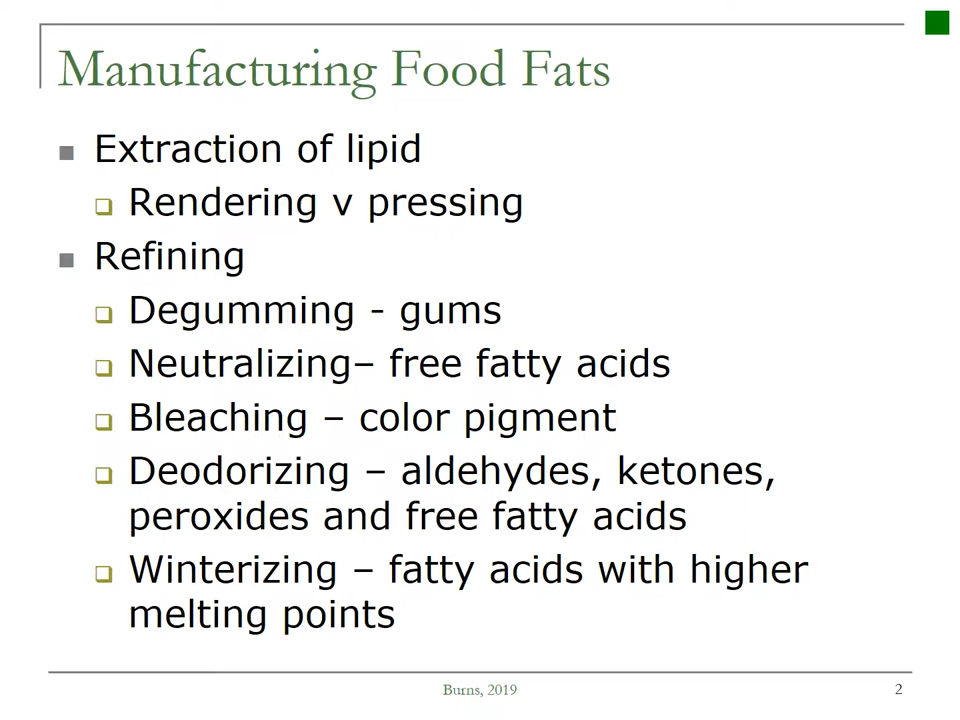 Manufacturing Food Fats
Extraction of lipid
Rendering v pressing
Refining
Degumming - gums
Neutralizing– free fatty acids
Bleaching – color pigment
Deodorizing – aldehydes, ketones,
peroxides and free fatty acids
Winterizing – fatty acids with higher
melting points
Burns, 2019
2